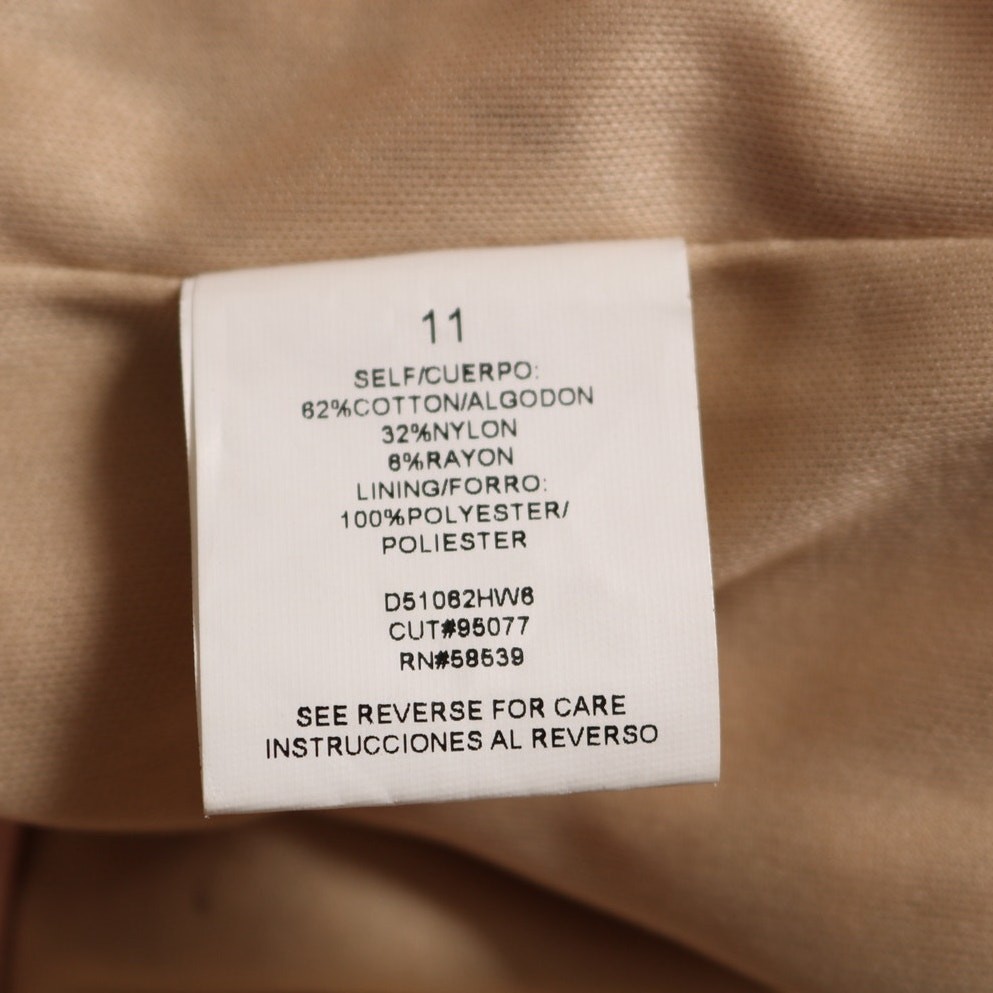 11
SELF/CUERPO:
62%COTTON/ALGODON
32%NYLON
6%RAYON
LINING/FORRO:
100%POLYESTER/
POLIESTER
D51062HW6
CUT#95077
RN#58539
SEE REVERSE FOR CARE
INSTRUCCIONES AL REVERSO